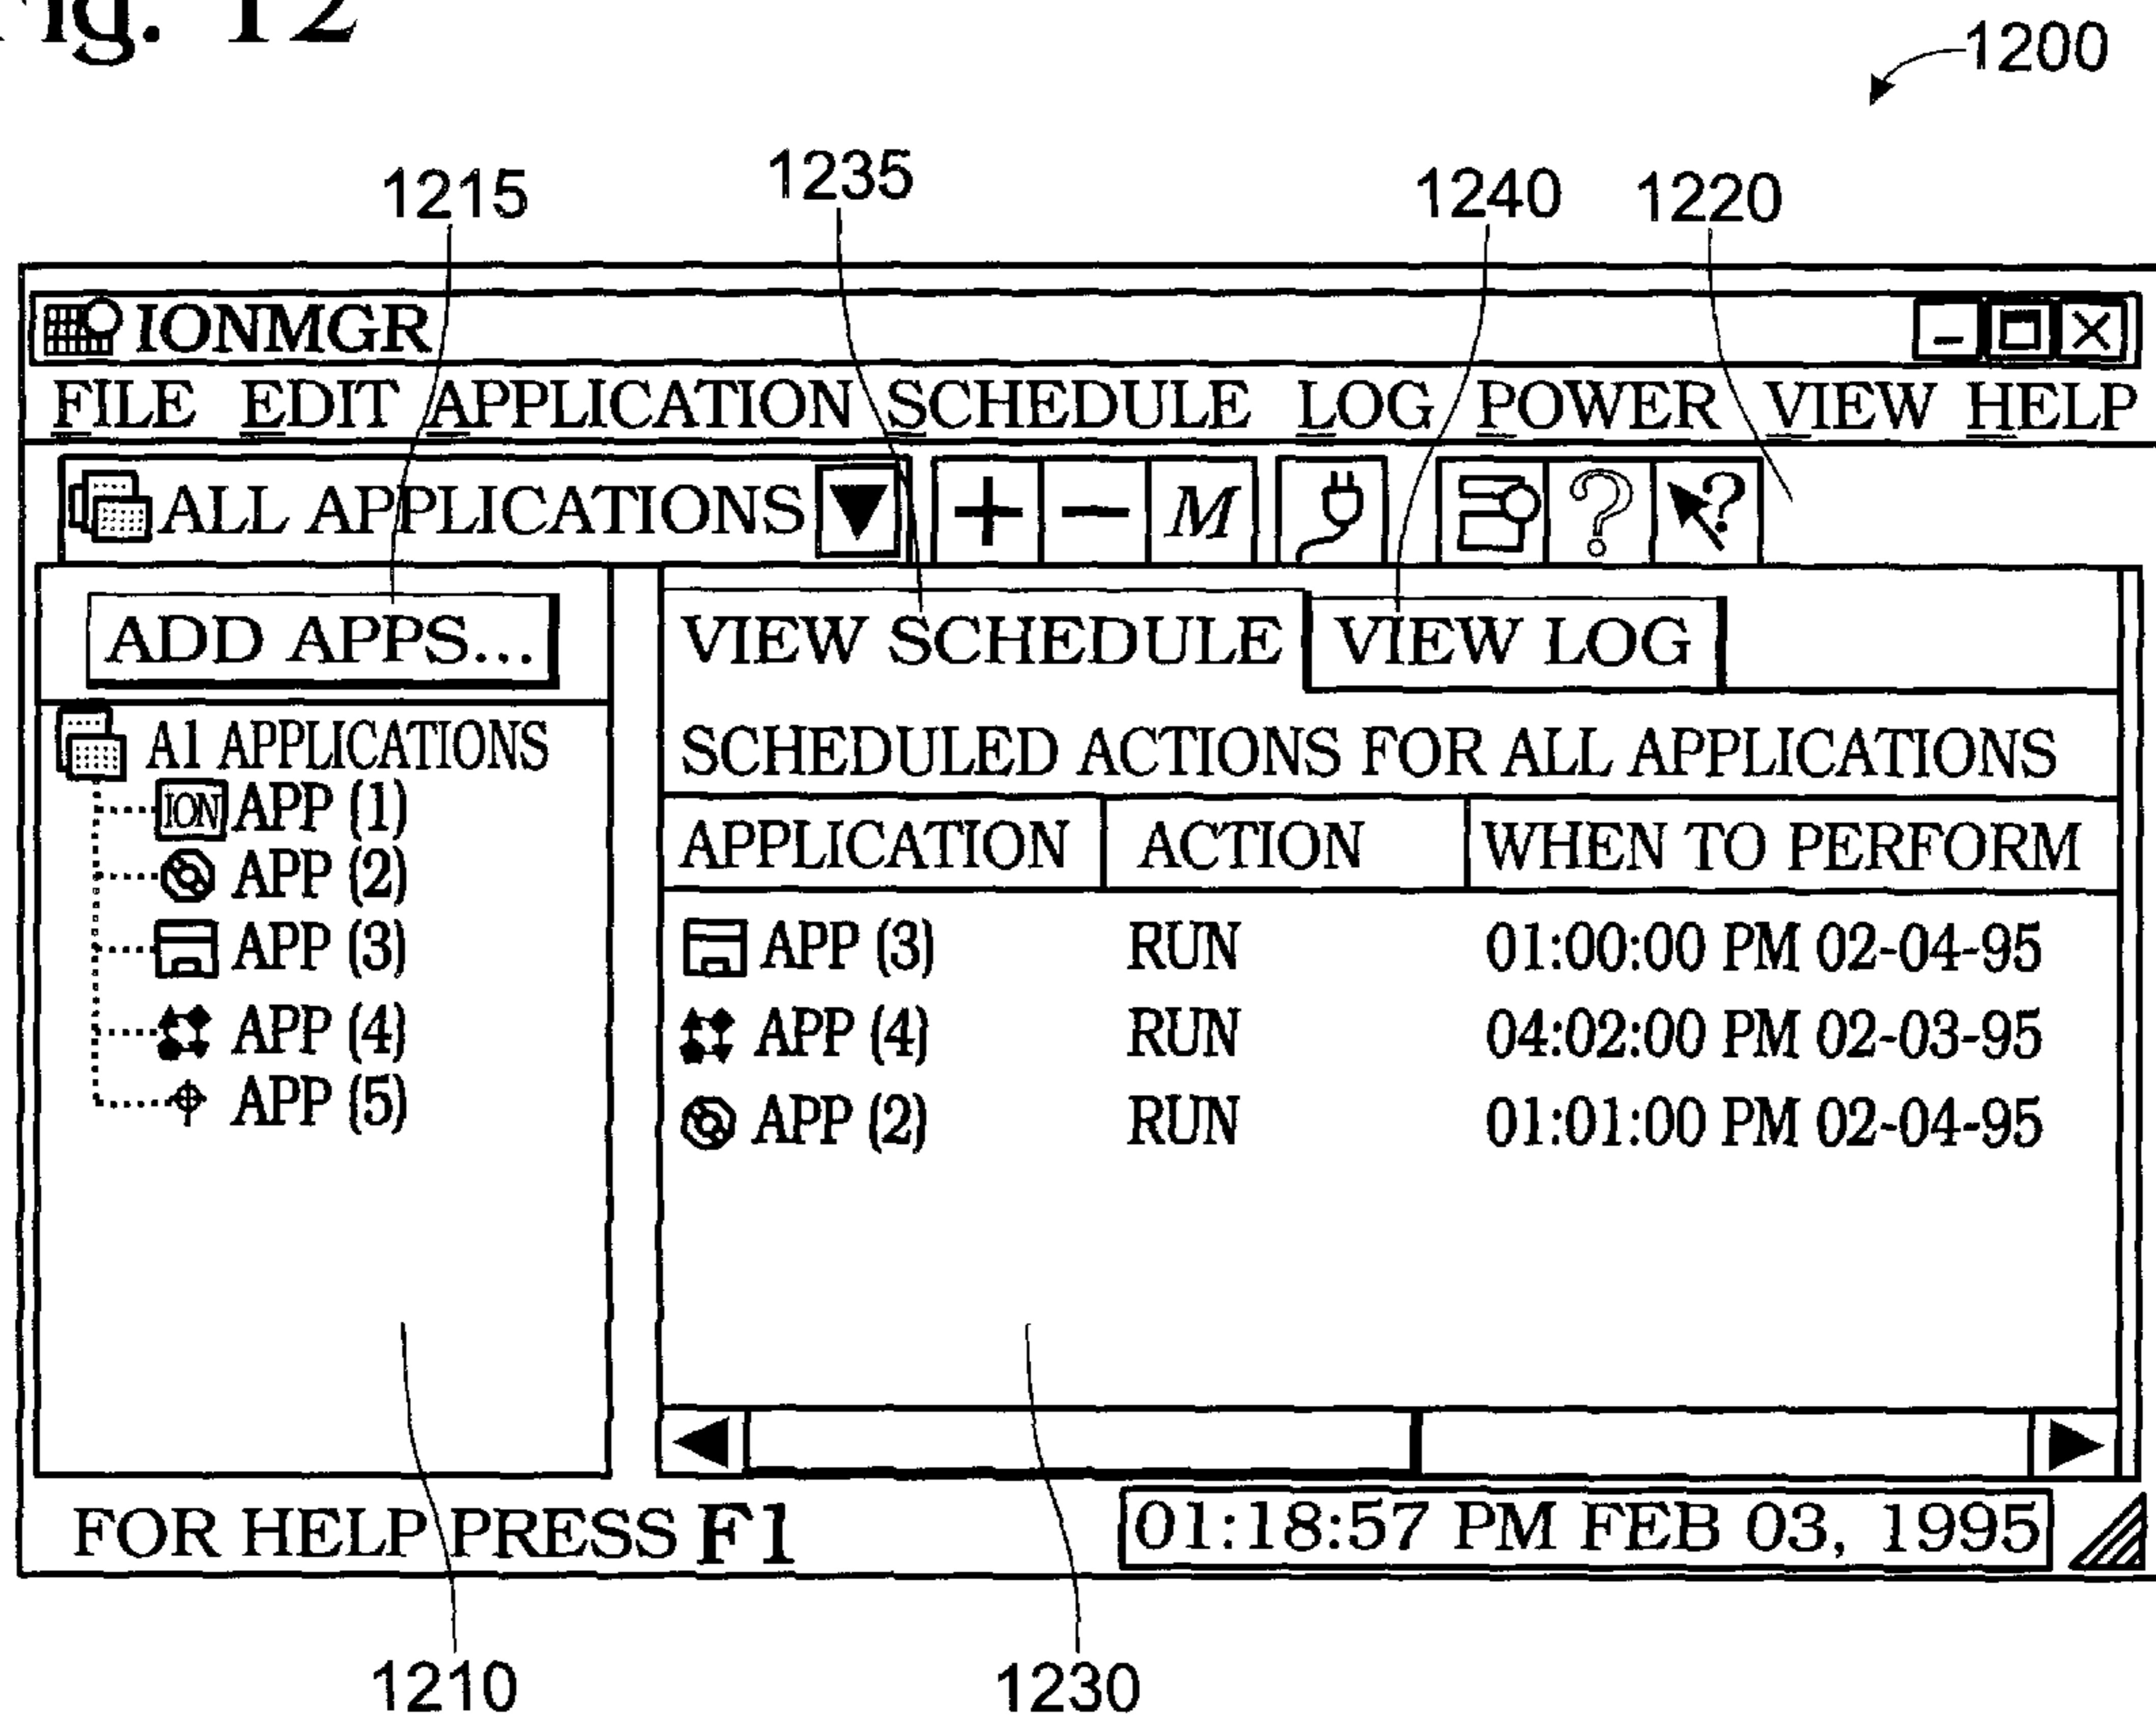 Fig. 12
1200
1215 1235 1240 1220
IONMGR
FILE EDIT APPLICATION SCHEDULE LOG POWER VIEW HELP
ALL APPLICATIONS + - M ? ?
ADD APPS... VIEW SCHEDULE VIEW LOG
A1 APPLICATIONS
ION APP (1)
APP (2)
APP (3)
APP (4)
APP (5)
SCHEDULED ACTIONS FOR ALL APPLICATIONS
APPLICATION ACTION WHEN TO PERFORM
APP (3) RUN 01:00:00 PM 02-04-95
APP (4) RUN 04:02:00 PM 02-03-95
APP (2) RUN 01:01:00 PM 02-04-95
FOR HELP PRESS F1 01:18:57 PM FEB 03, 1995
1210 1230